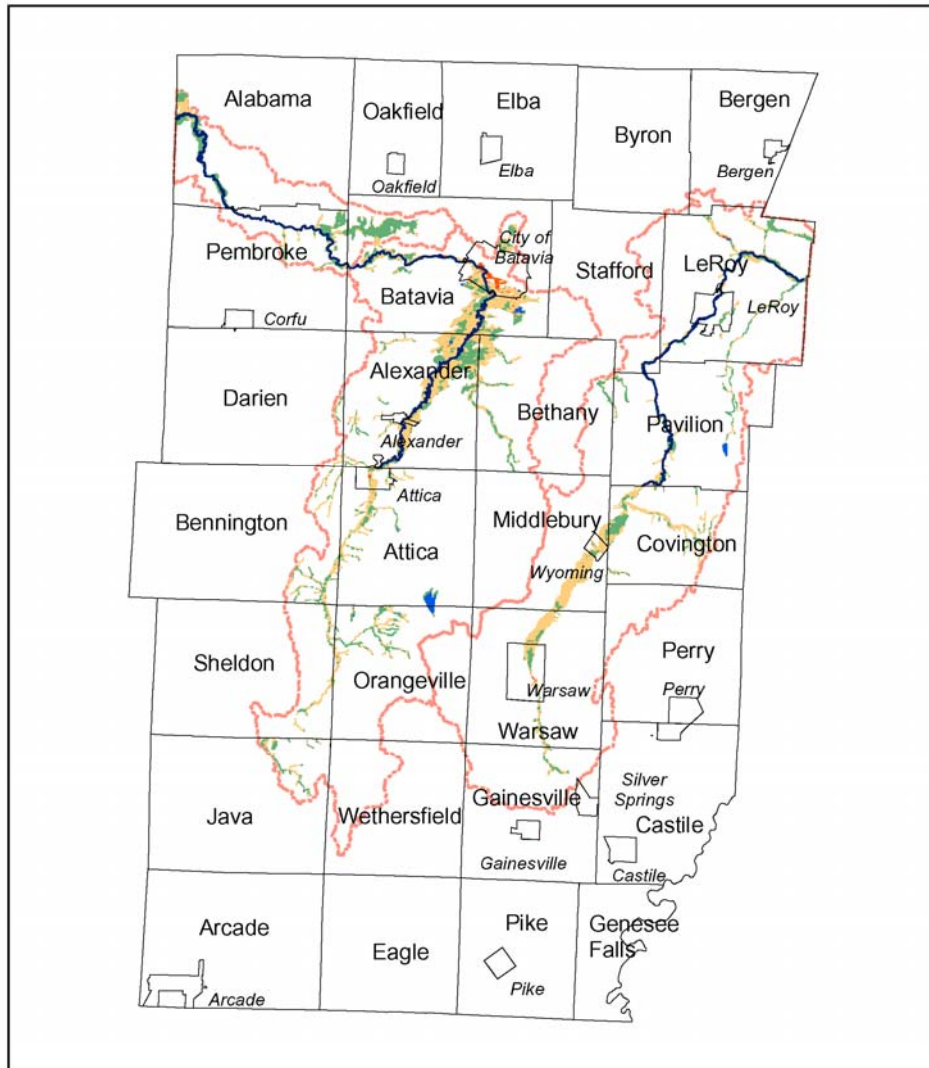 Alabama
Oakfield
Elba
Byron
Bergen
Oakfield
Elba
Bergen
Pembroke
City of
Batavia
Stafford
LeRoy
Batavia
LeRoy
Corfu
Darien
Alexander
Bethany
Pavilion
Alexander
Bennington
Attica
Attica
Middlebury
Covington
Wyoming
Sheldon
Orangeville
Warsaw
Warsaw
Perry
Perry
Java
Wethersfield
Gainesville
Gainesville
Silver
Springs
Castile
Castile
Arcade
Arcade
Eagle
Pike
Pike
Genesee
Falls